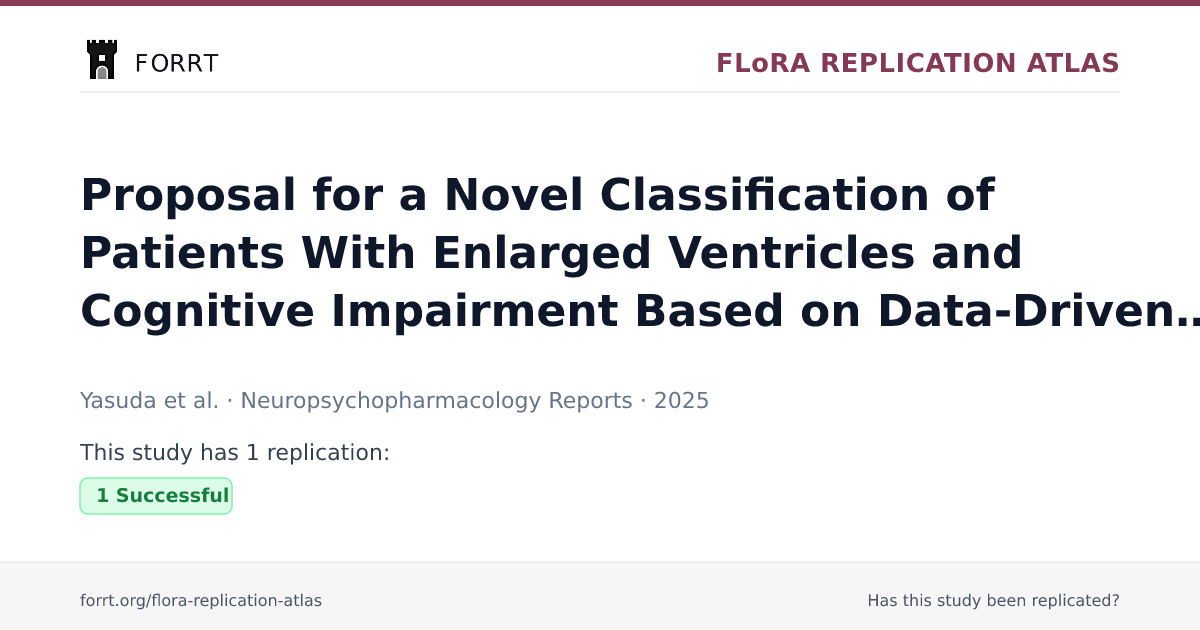 FORRT
FLoRA REPLICATION ATLAS
Proposal for a Novel Classification of
Patients With Enlarged Ventricles and
Cognitive Impairment Based on Data-Driven…
Yasuda et al. · Neuropsychopharmacology Reports · 2025
This study has 1 replication:
1 Successful
forrt.org/flora-replication-atlas
Has this study been replicated?